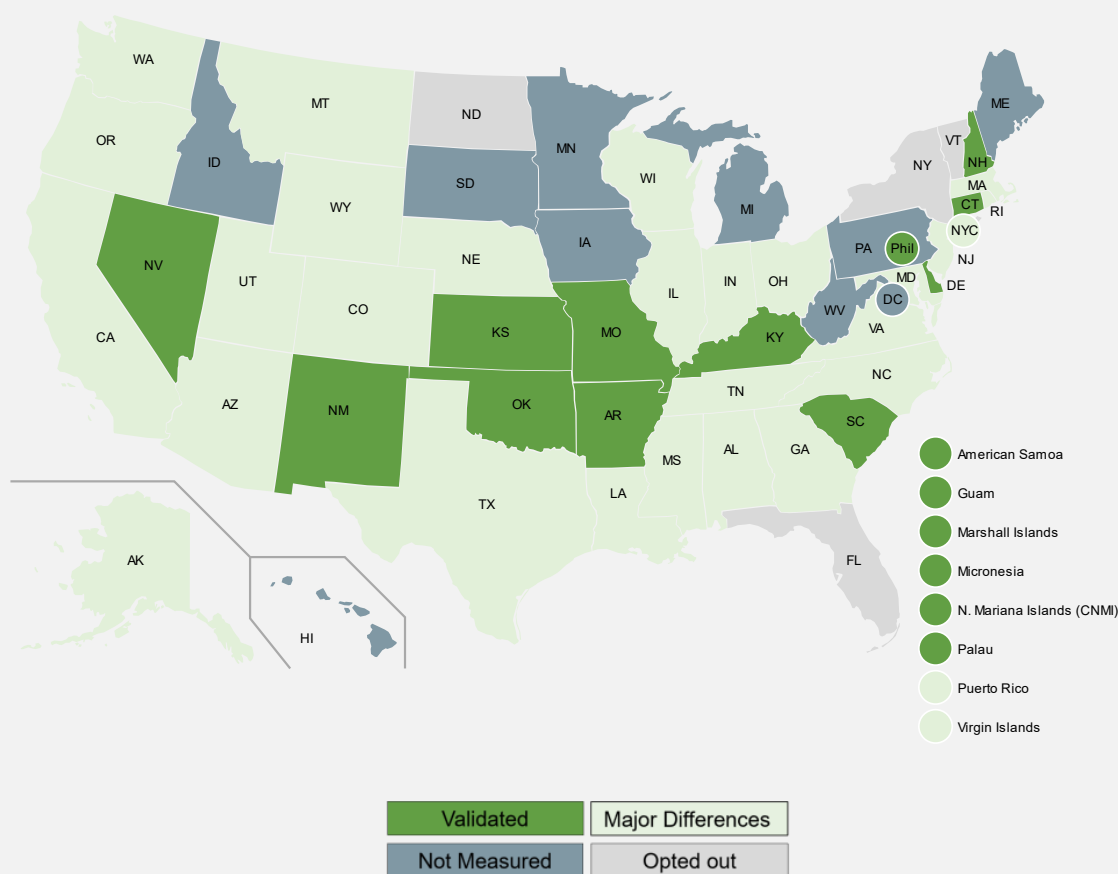 WA
MT
ND
ME
OR
ID
MN
VT
NY
NH
SD
WI
MA
WY
MI
CT
RI
NYC
IA
PA
Phil
NV
NE
NJ
UT
IN
OH
MD
DE
IL
DC
CO
WV
VA
CA
KS
MO
KY
NC
TN
AZ
NM
OK
AR
SC
MS
AL
GA
American Samoa
LA
Guam
TX
Marshall Islands
AK
FL
Micronesia
N. Mariana Islands (CNMI)
HI
Palau
Puerto Rico
Virgin Islands
Validated
Major Differences
Not Measured
Opted out